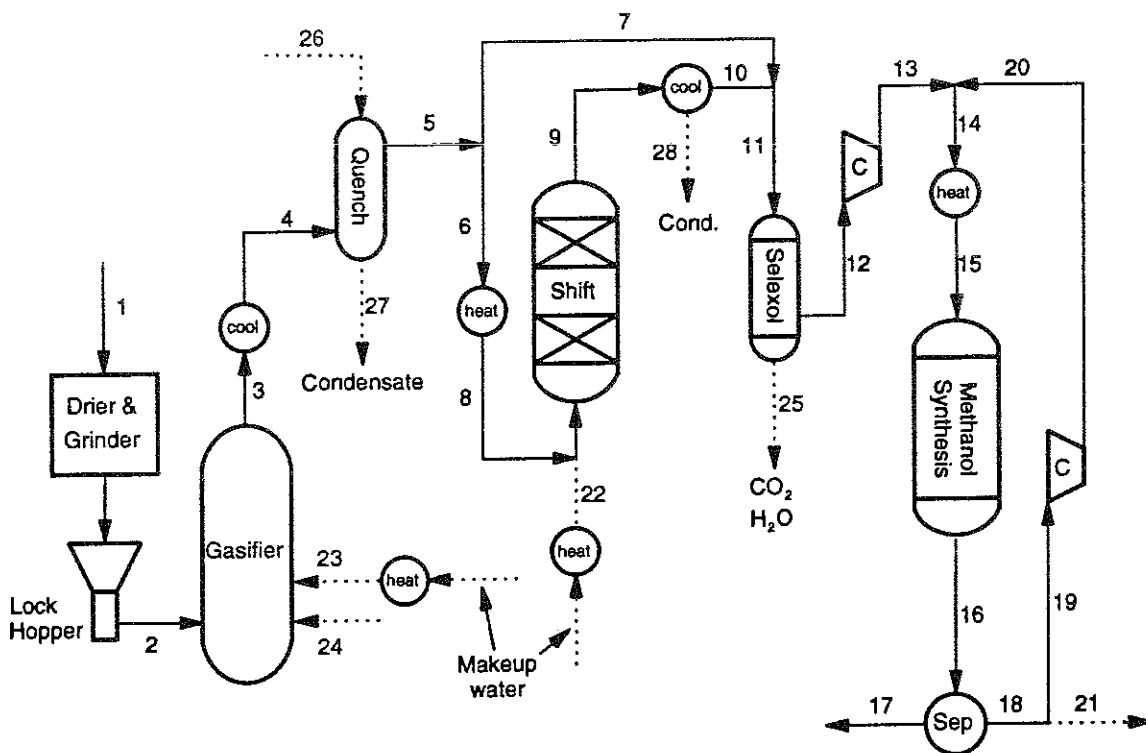 26
7
13
20
5
10
cool
9
14
28
11
Quench
C
heat
4
6
Cond.
12
15
Shift
Selexol
27
1
heat
cool
Condensate
3
8
25
Drier &
Grinder
Methanol
Synthesis
22
CO₂
H₂O
C
Gasifier
23
heat
heat
Lock
Hopper
2
24
16
19
Makeup
water
17
Sep
18
21